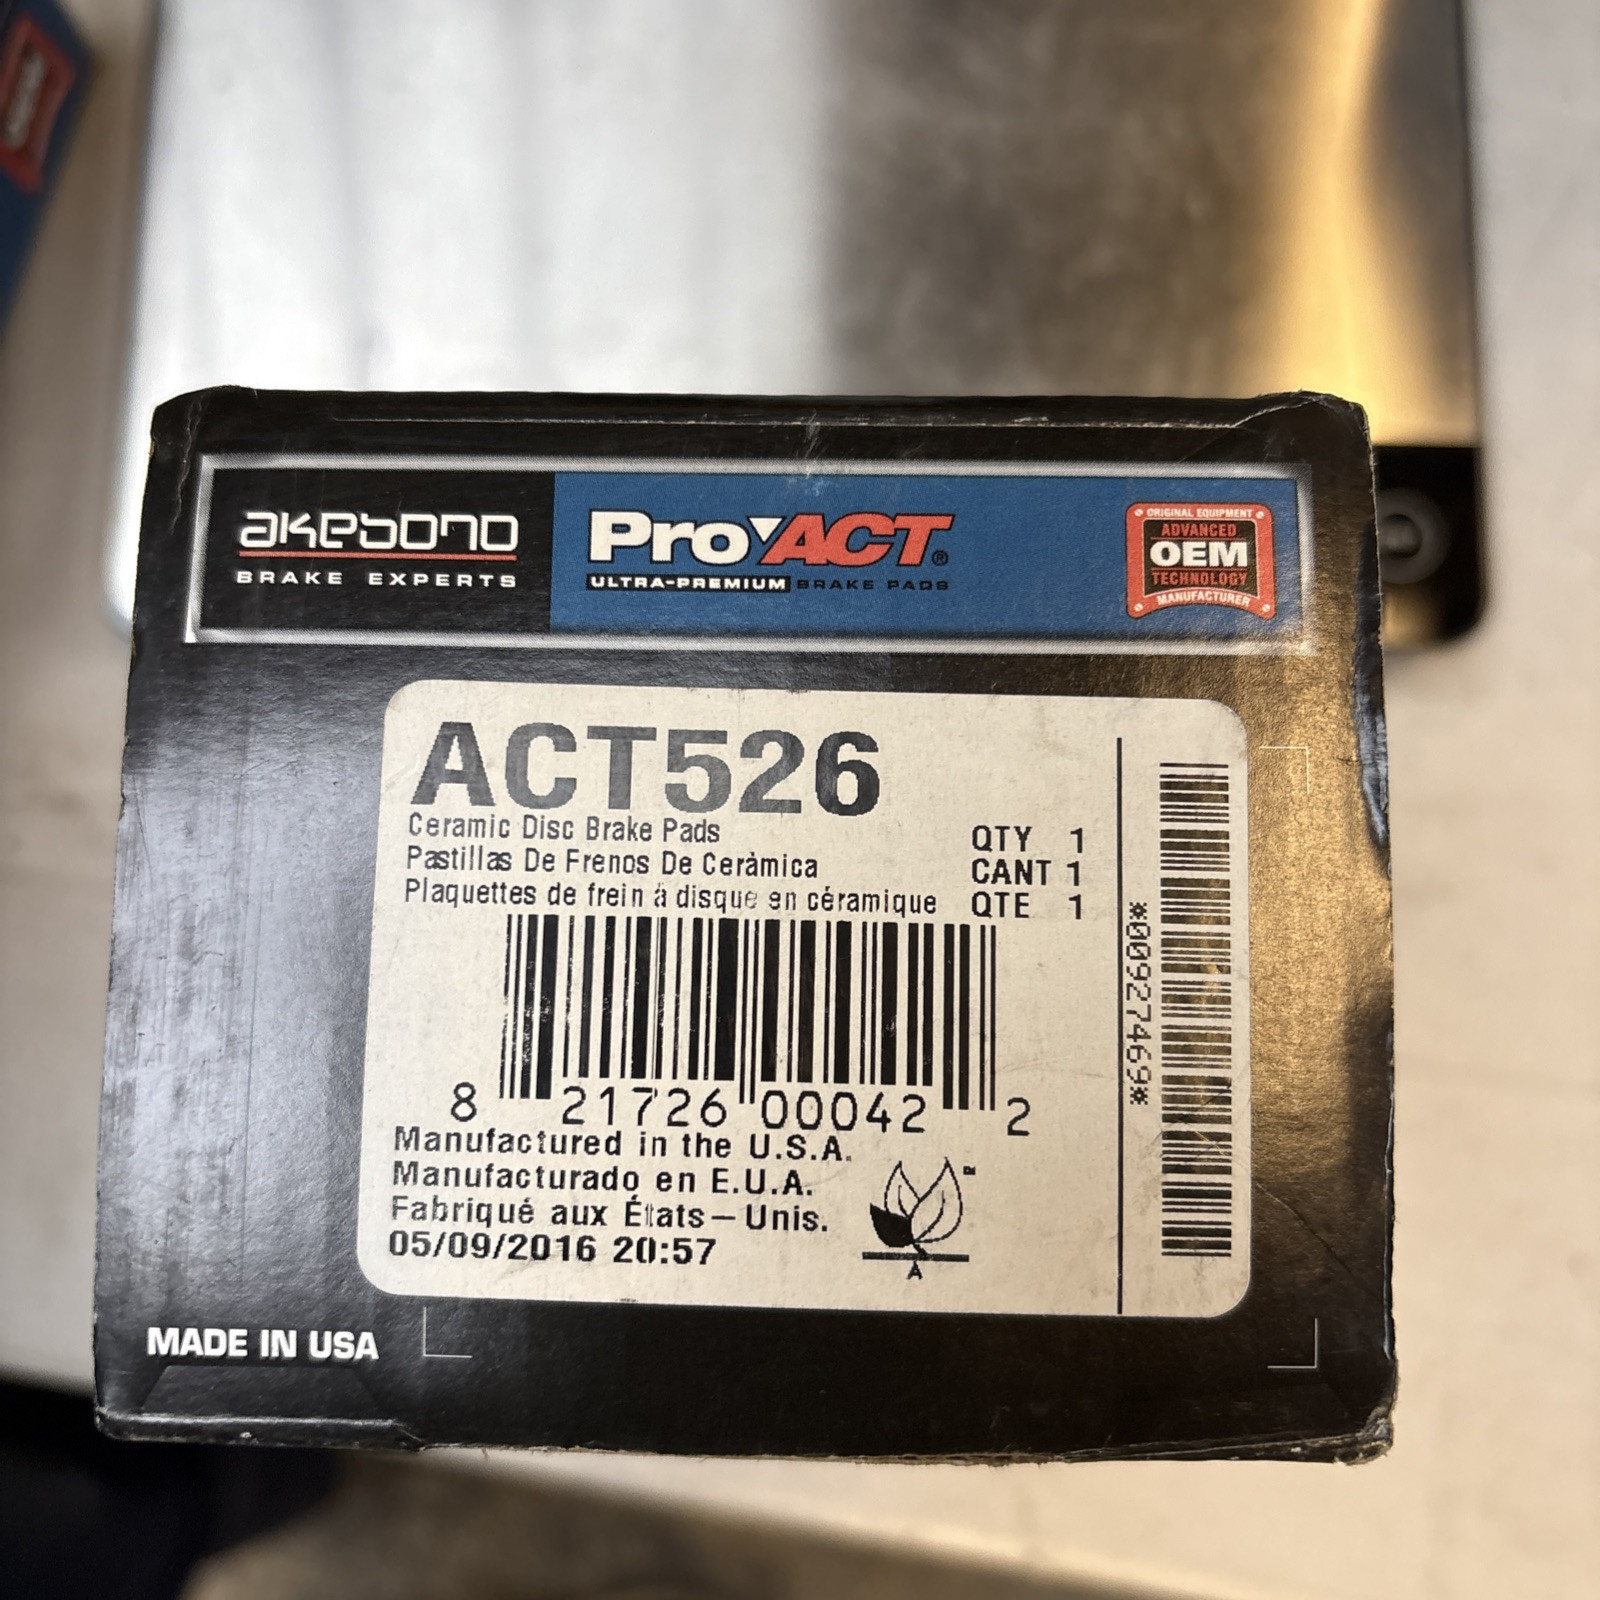 akebono
BRAKE EXPERTS
ProACT®
ULTRA-PREMIUM BRAKE PADS
ORIGINAL EQUIPMENT
ADVANCED
OEM
TECHNOLOGY
MANUFACTURER
ACT526
Ceramic Disc Brake Pads
Pastillas De Frenos De Cerámica
Plaquettes de frein à disque en céramique
QTY 1
CANT 1
QTE 1
8 21726 00042 2
*009274469*
Manufactured in the U.S.A.
Manufacturado en E.U.A.
Fabriqué aux États-Unis.
05/09/2016 20:57
A
MADE IN USA